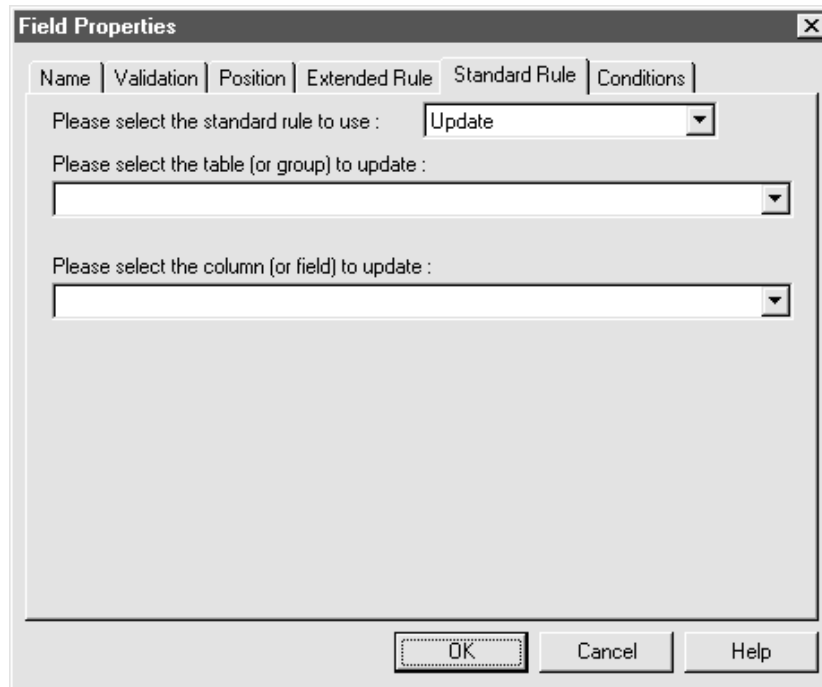 Field Properties
Name Validation Position Extended Rule Standard Rule Conditions
Please select the standard rule to use : Update
Please select the table (or group) to update :
Please select the column (or field) to update :
OK Cancel Help